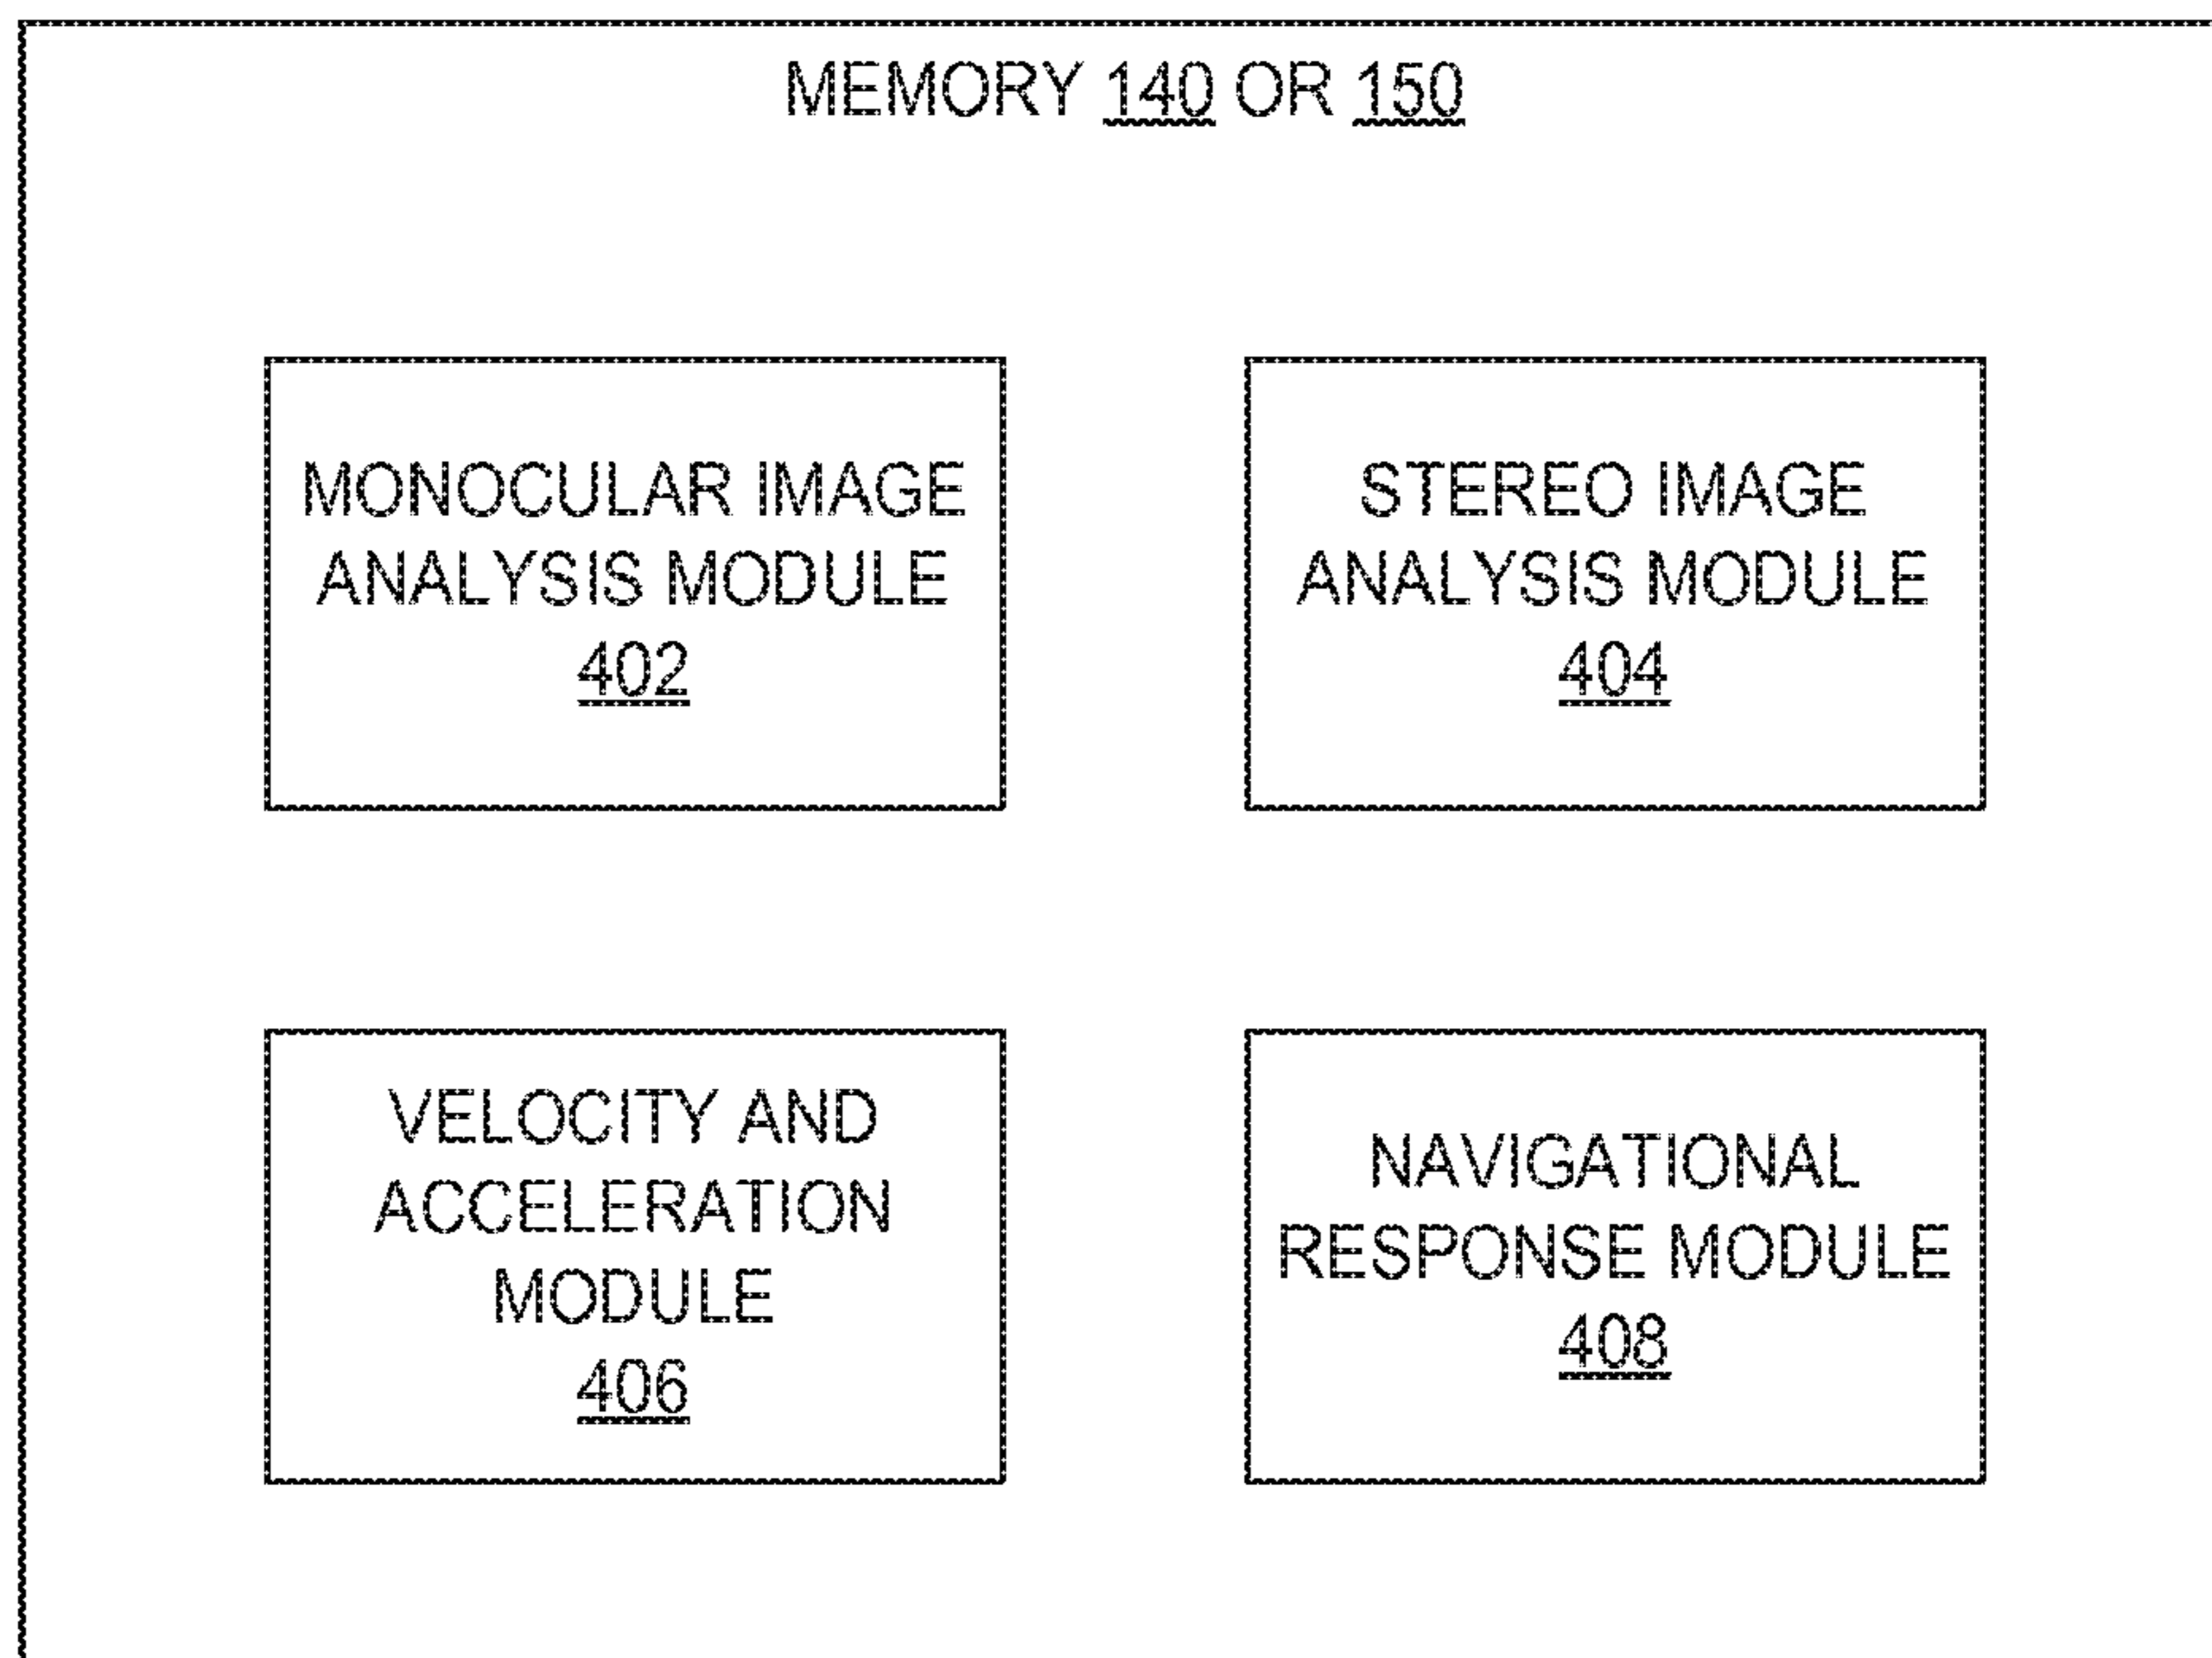 MEMORY 140 OR 150
MONOCULAR IMAGE
ANALYSIS MODULE
402
STEREO IMAGE
ANALYSIS MODULE
404
VELOCITY AND
ACCELERATION
MODULE
406
NAVIGATIONAL
RESPONSE MODULE
408